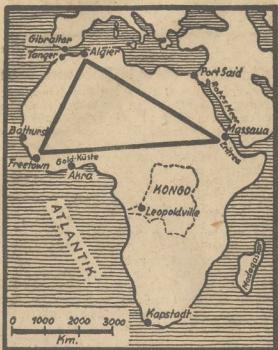 Gibraltar
Tanger
Algier
Port Said
Rotes Meer
Massaua
Eritrea
Bathurst
Freetown
Gold-Küste
Akra
KONGO
Leopoldville
ATLANTIK
Madagaskar
Kapstadt
0 1000 2000 3000
Km.